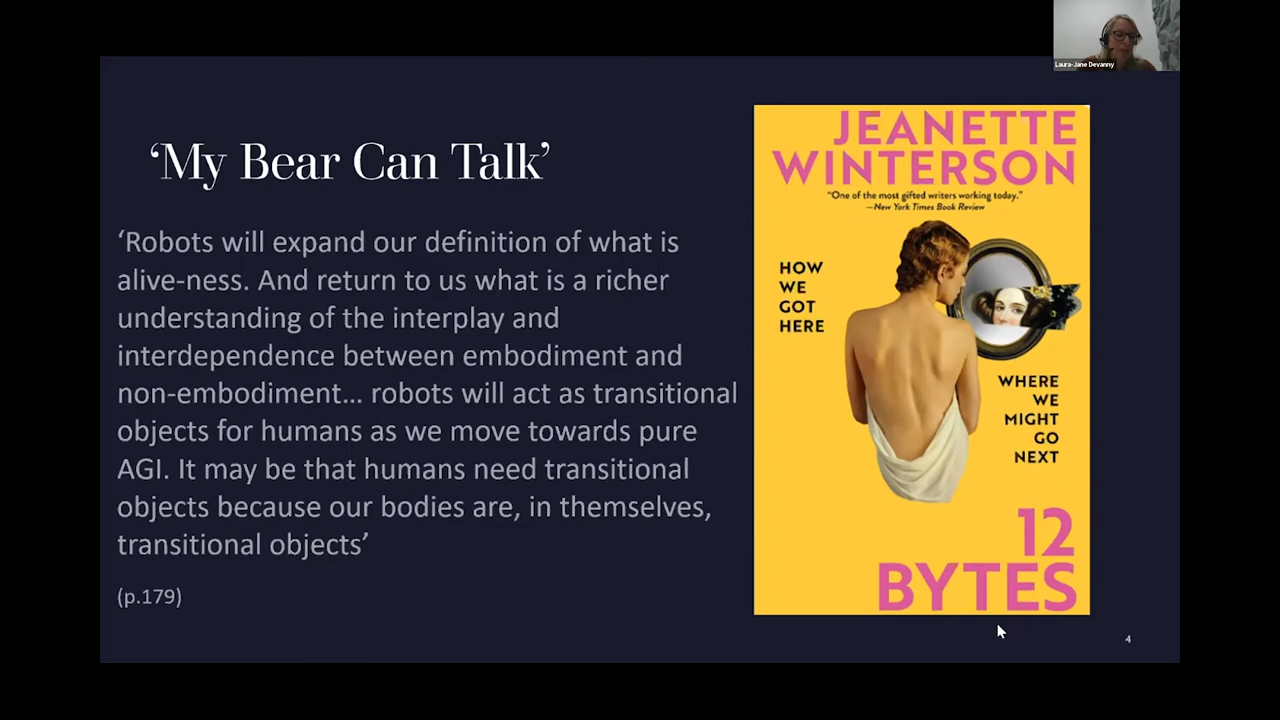 Laura-Jane Devanny
‘My Bear Can Talk’
‘Robots will expand our definition of what is
alive-ness. And return to us what is a richer
understanding of the interplay and
interdependence between embodiment and
non-embodiment... robots will act as transitional
objects for humans as we move towards pure
AGI. It may be that humans need transitional
objects because our bodies are, in themselves,
transitional objects’
(p.179)
JEANETTE
WINTERSON
“One of the most gifted writers working today.”
—New York Times Book Review
HOW
WE
GOT
HERE
WHERE
WE
MIGHT
GO
NEXT
12
BYTES
4